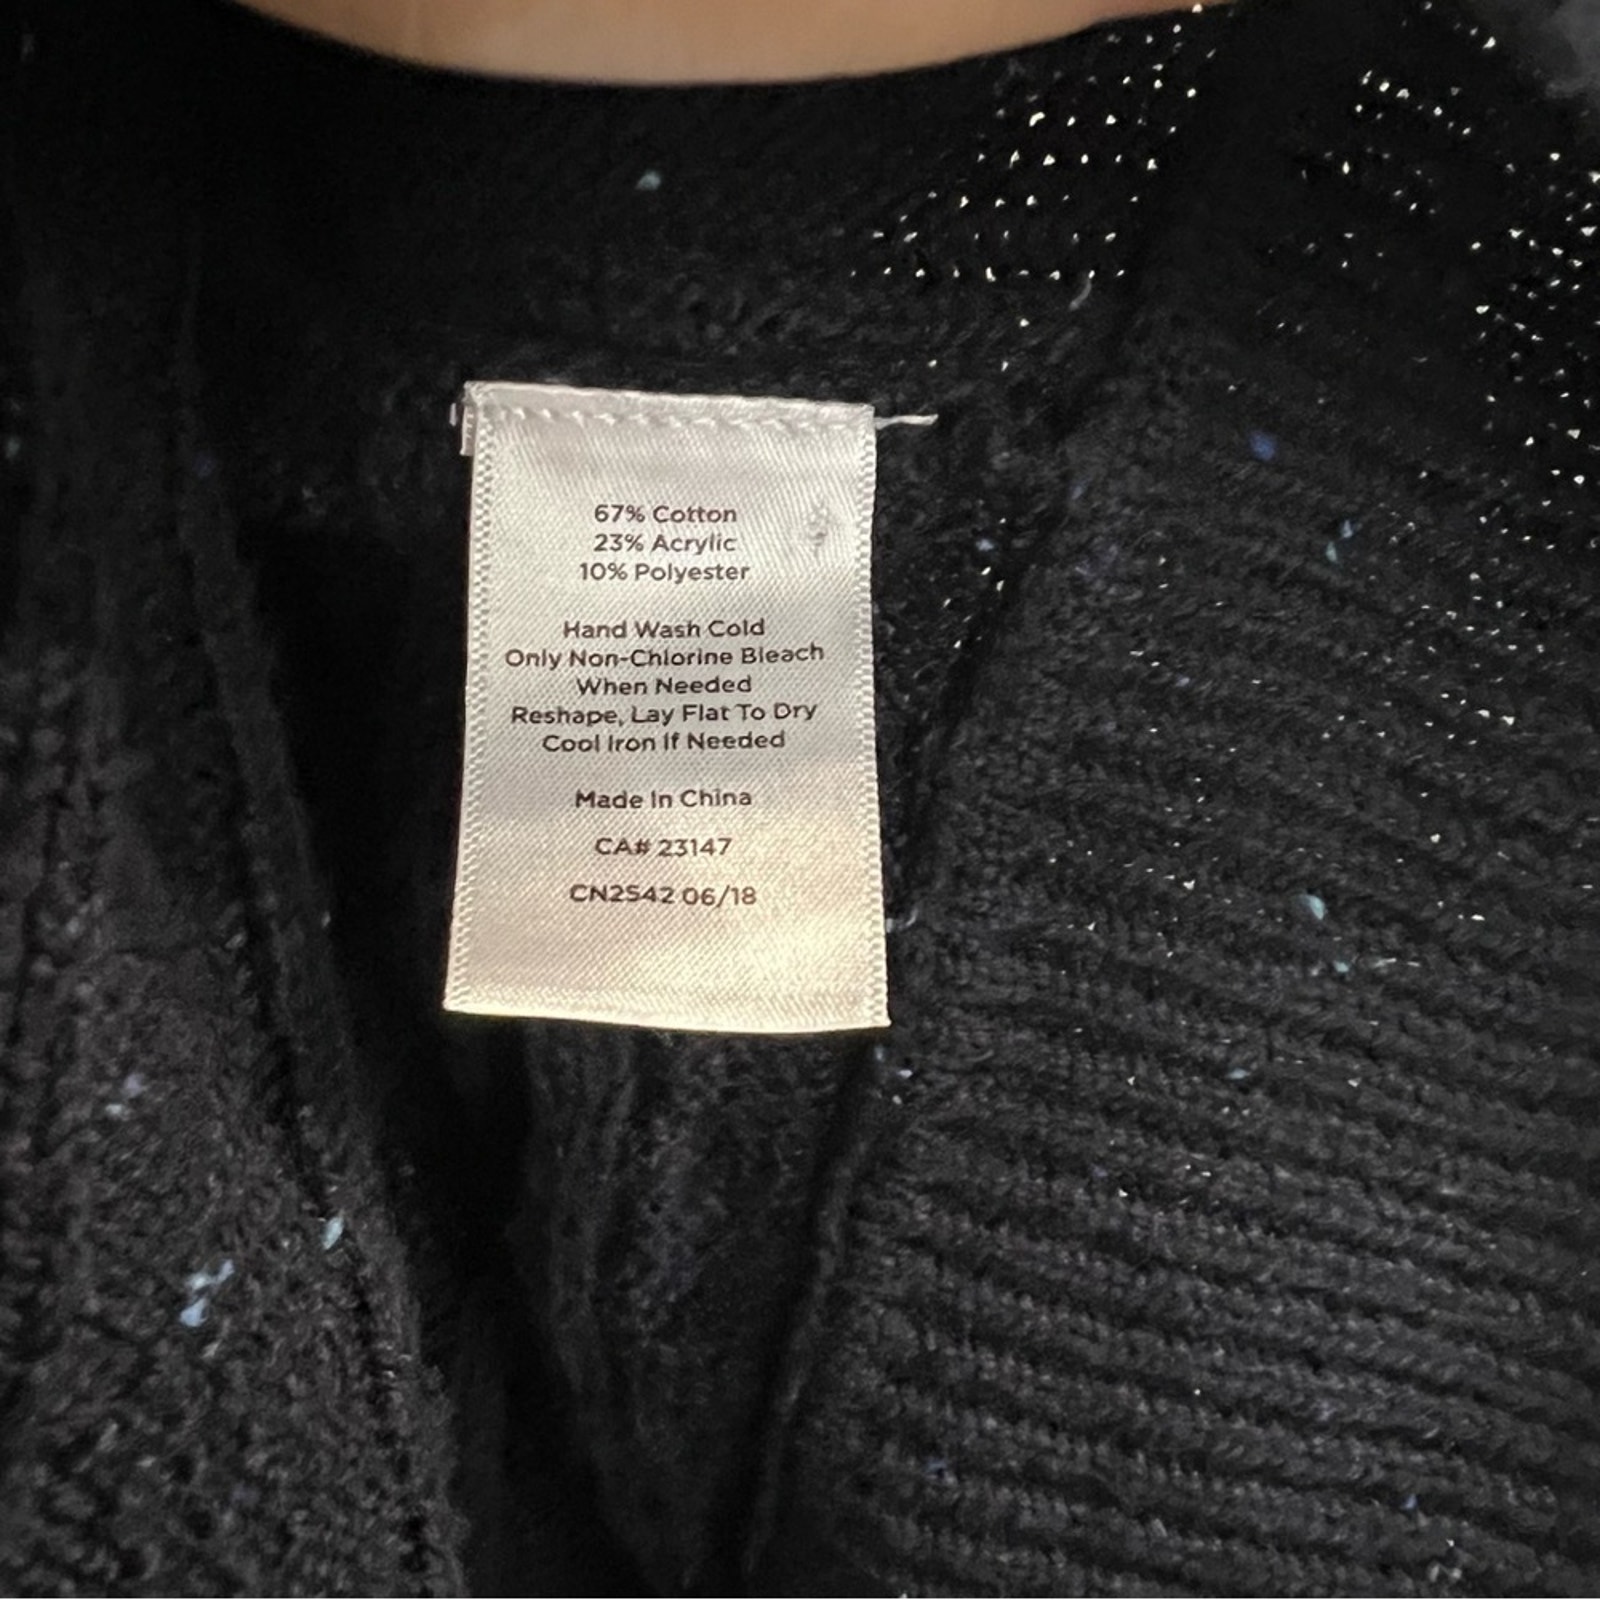 67% Cotton
23% Acrylic
10% Polyester
Hand Wash Cold
Only Non-Chlorine Bleach
When Needed
Reshape, Lay Flat To Dry
Cool Iron If Needed
Made In China
CA# 23147
CN2542 06/18